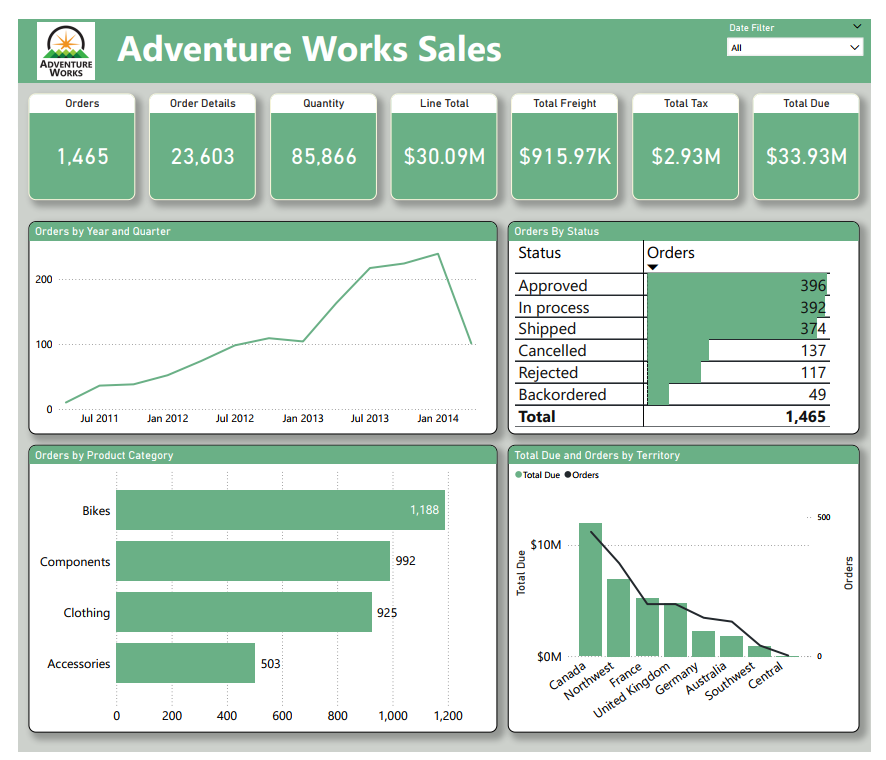 ADVENTURE
WORKS
Adventure Works Sales
Date Filter
All
Orders
1,465
Order Details
23,603
Quantity
85,866
Line Total
$30.09M
Total Freight
$915.97K
Total Tax
$2.93M
Total Due
$33.93M
Orders by Year and Quarter
200
100
0
Jul 2011 Jan 2012 Jul 2012 Jan 2013 Jul 2013 Jan 2014
Orders By Status
Status Orders
Approved 396
In process 392
Shipped 374
Cancelled 137
Rejected 117
Backordered 49
Total 1,465
Orders by Product Category
Bikes 1,188
Components 992
Clothing 925
Accessories 503
0 200 400 600 800 1,000 1,200
Total Due and Orders by Territory
Total Due Orders
500
$10M
Total Due
Orders
$0M
0
Canada Northwest France United Kingdom Germany Australia Southwest Central